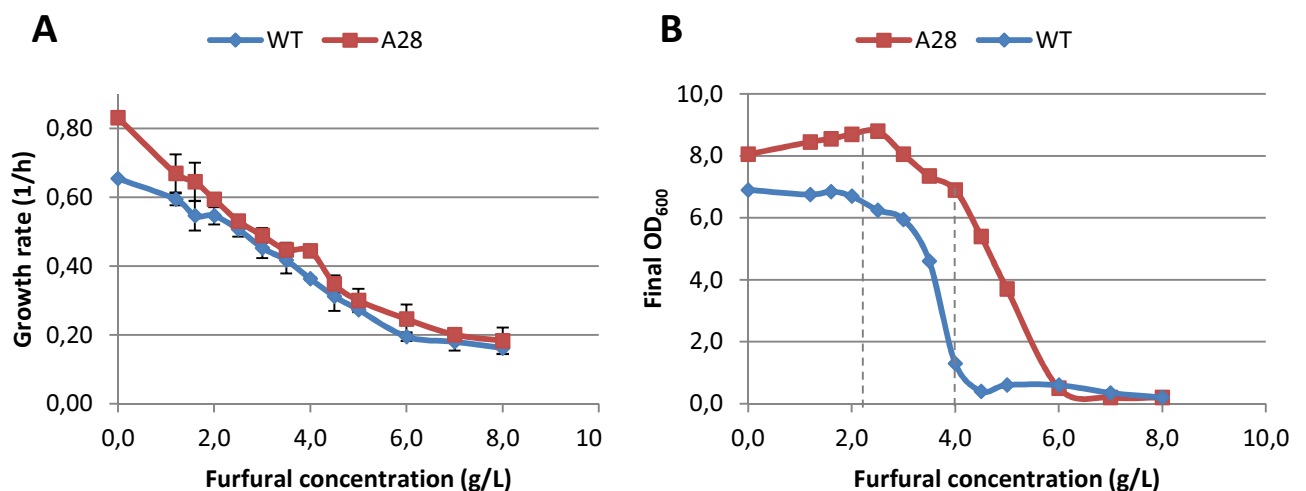 A
WT A28
Growth rate (1/h)
0,80
0,60
0,40
0,20
0,00
0,0 2,0 4,0 6,0 8,0 10
Furfural concentration (g/L)
B
A28 WT
Final OD600
10,0
8,0
6,0
4,0
2,0
0,0
0,0 2,0 4,0 6,0 8,0 10,0
Furfural concentration (g/L)